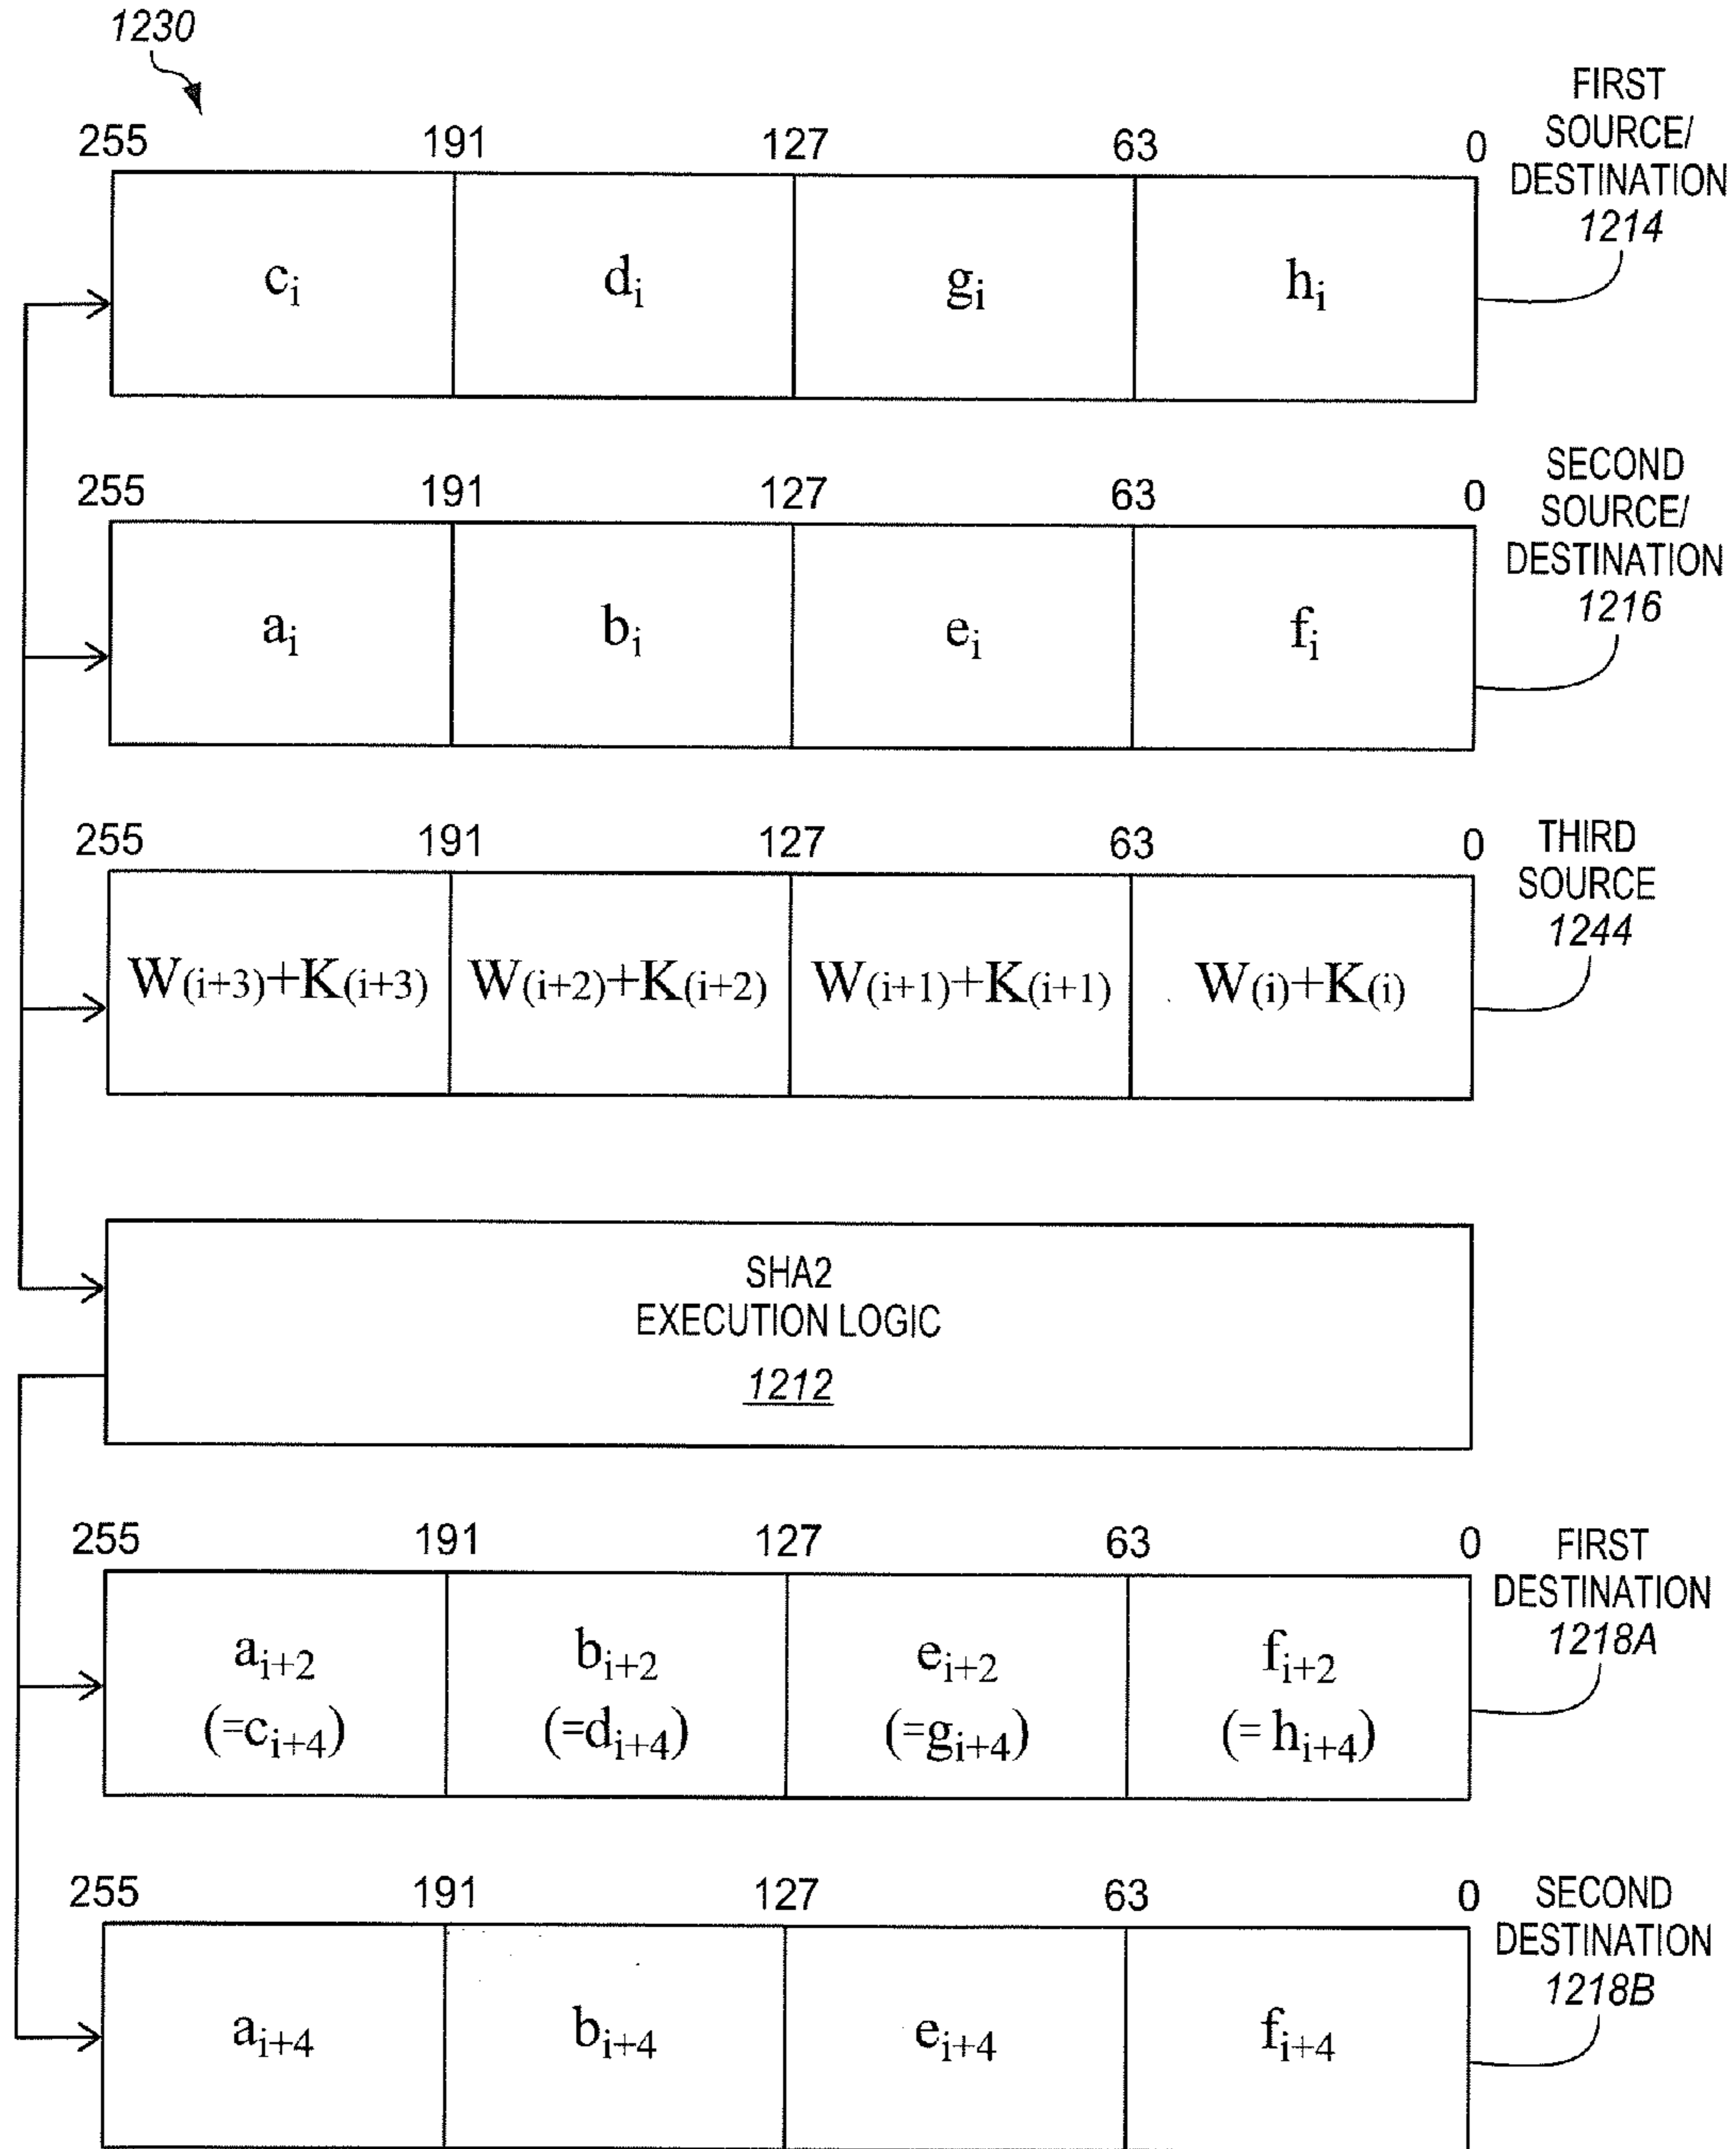 1230
255 191 127 63 0
FIRST
SOURCE/
DESTINATION
1214
cᵢ dᵢ gᵢ hᵢ
255 191 127 63 0
SECOND
SOURCE/
DESTINATION
1216
aᵢ bᵢ eᵢ fᵢ
255 191 127 63 0
THIRD
SOURCE
1244
W(i+3)+K(i+3) W(i+2)+K(i+2) W(i+1)+K(i+1) W(i)+K(i)
SHA2
EXECUTION LOGIC
1212
255 191 127 63 0
FIRST
DESTINATION
1218A
aᵢ₊₂ bᵢ₊₂ eᵢ₊₂ fᵢ₊₂
(=cᵢ₊₄) (=dᵢ₊₄) (=gᵢ₊₄) (= hᵢ₊₄)
255 191 127 63 0
SECOND
DESTINATION
1218B
aᵢ₊₄ bᵢ₊₄ eᵢ₊₄ fᵢ₊₄